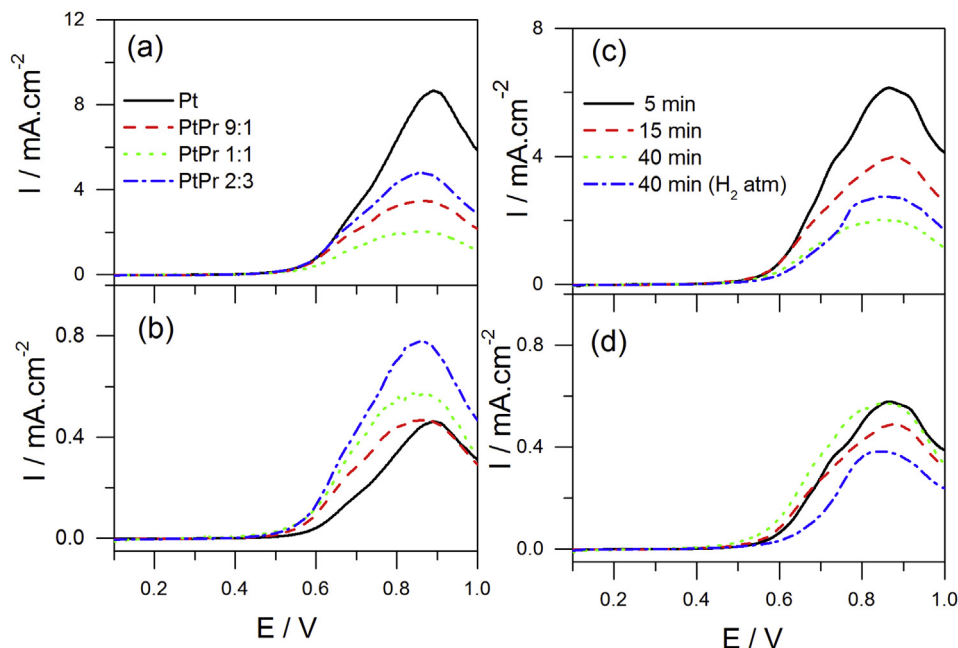 (a)
12
8
4
0
I / mA.cm-2
Pt
PtPr 9:1
PtPr 1:1
PtPr 2:3
(b)
0.8
0.4
0.0
I / mA.cm-2
0.2 0.4 0.6 0.8 1.0
E / V
(c)
8
4
0
I / mA.cm-2
5 min
15 min
40 min
40 min (H2 atm)
(d)
0.8
0.4
0.0
I / mA.cm-2
0.2 0.4 0.6 0.8 1.0
E / V